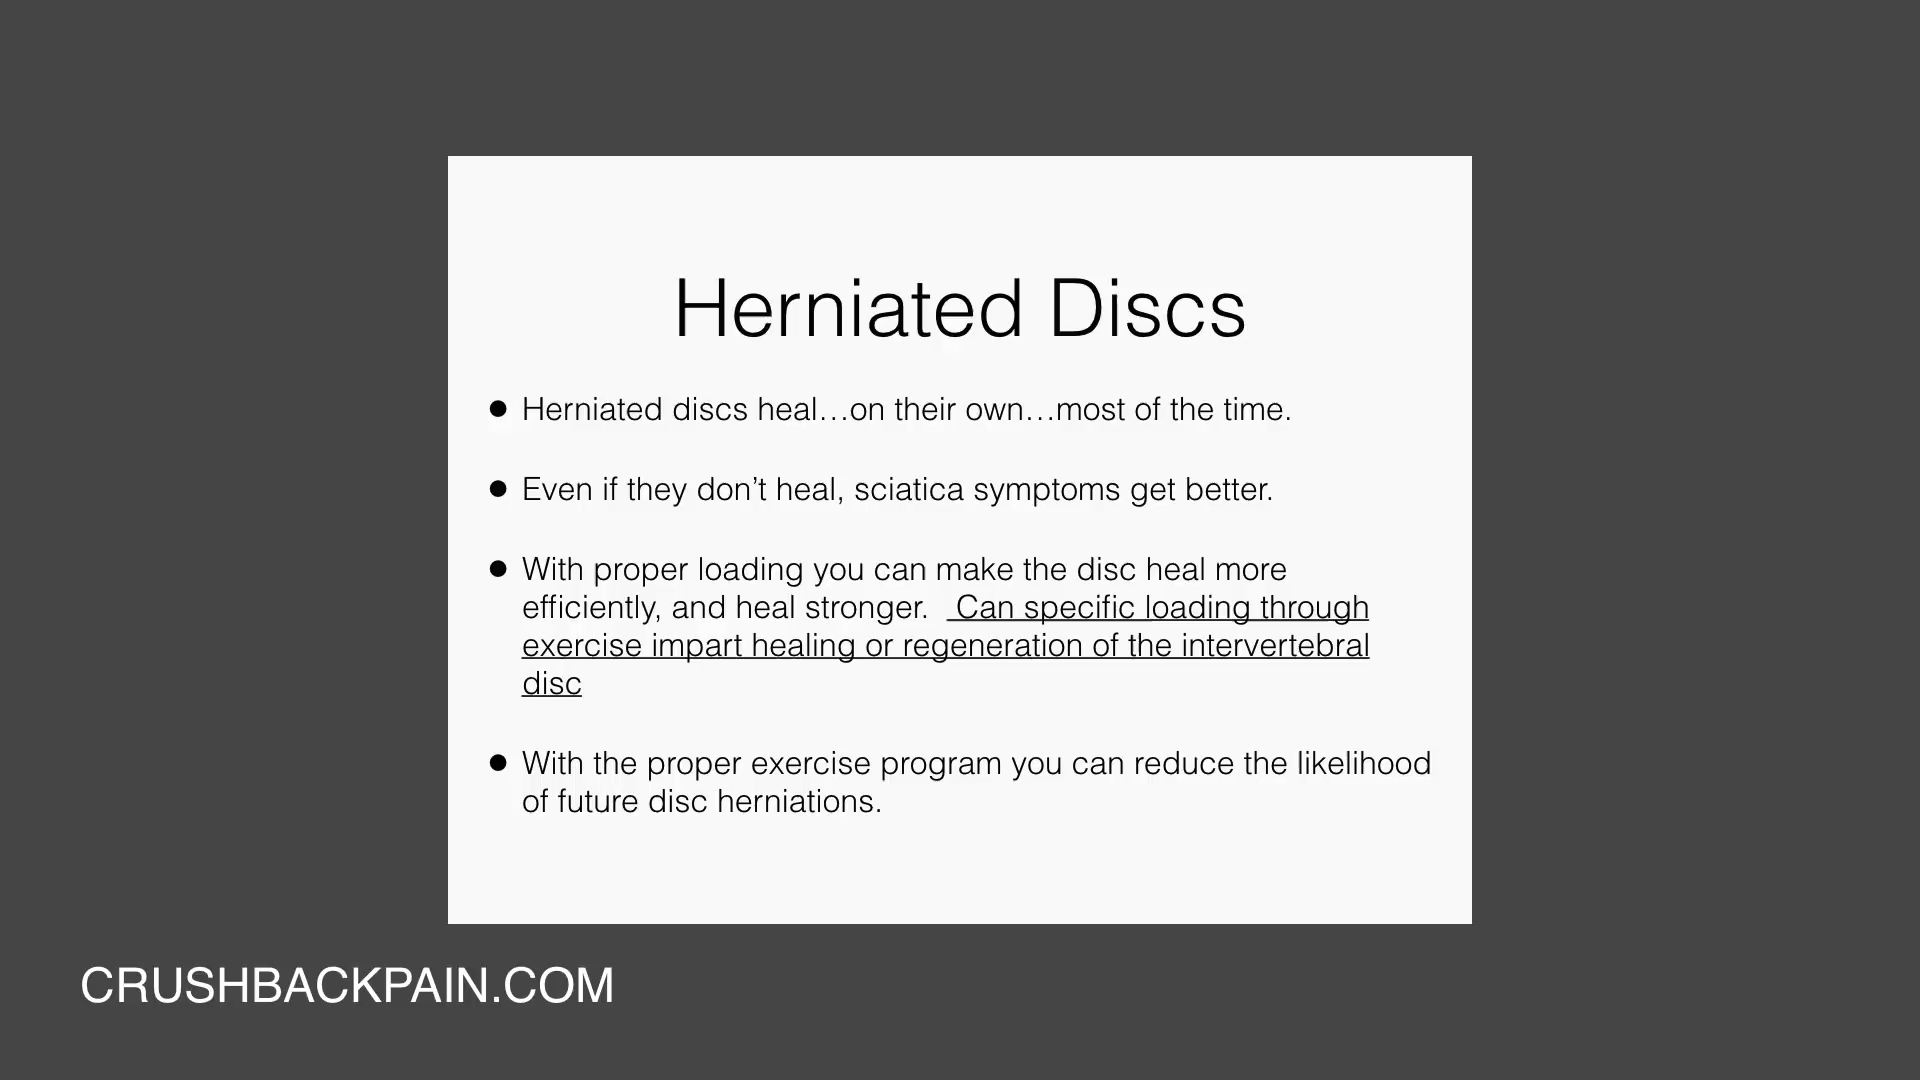 Herniated Discs
● Herniated discs heal…on their own…most of the time.
● Even if they don’t heal, sciatica symptoms get better.
● With proper loading you can make the disc heal more
efficiently, and heal stronger. Can specific loading through
exercise impart healing or regeneration of the intervertebral
disc
● With the proper exercise program you can reduce the likelihood
of future disc herniations.
CRUSHBACKPAIN.COM